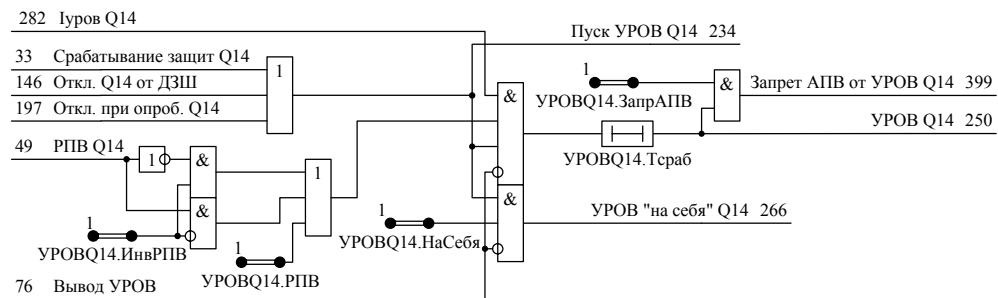 282 Iуров Q14
Пуск УРОВ Q14 234
33 Срабатывание защит Q14
1
1
146 Откл. Q14 от ДЗШ
&
Запрет АПВ от УРОВ Q14 399
&
УРОВQ14.ЗапрАПВ
197 Откл. при опроб. Q14
УРОВ Q14 250
49 РПВ Q14
1
&
1
УРОВQ14.Тсраб
&
&
1
1
УРОВ "на себя" Q14 266
УРОВQ14.НаСебя
УРОВQ14.ИнвРПВ
1
УРОВQ14.РПВ
76 Вывод УРОВ